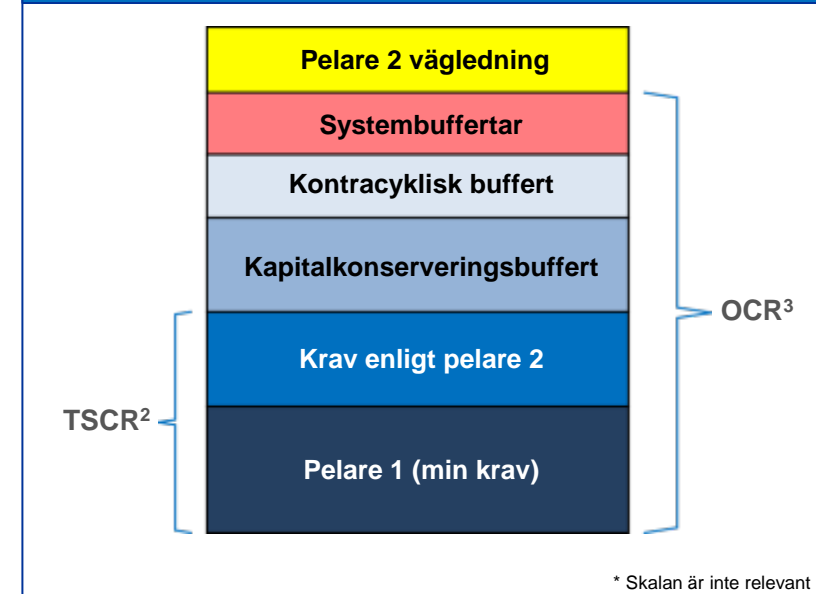 Pelare 2 vägledning
Systembuffertar
Kontracyklisk buffert
Kapitalkonserveringsbuffert
OCR³
Krav enligt pelare 2
TSCR²
Pelare 1 (min krav)
* Skalan är inte relevant